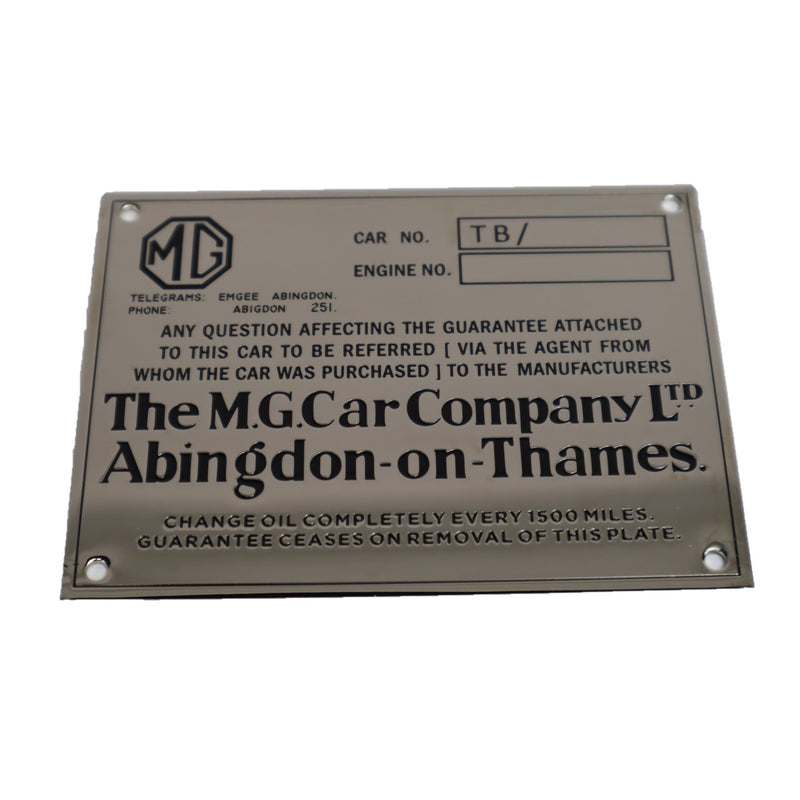 MG
CAR NO. TB/
ENGINE NO.
TELEGRAMS: EMGEE ABINGDON.
PHONE: ABIGDON 251.
ANY QUESTION AFFECTING THE GUARANTEE ATTACHED
TO THIS CAR TO BE REFERRED [ VIA THE AGENT FROM
WHOM THE CAR WAS PURCHASED ] TO THE MANUFACTURERS
The M.G.Car Company LTD
Abingdon-on-Thames.
CHANGE OIL COMPLETELY EVERY 1500 MILES.
GUARANTEE CEASES ON REMOVAL OF THIS PLATE.